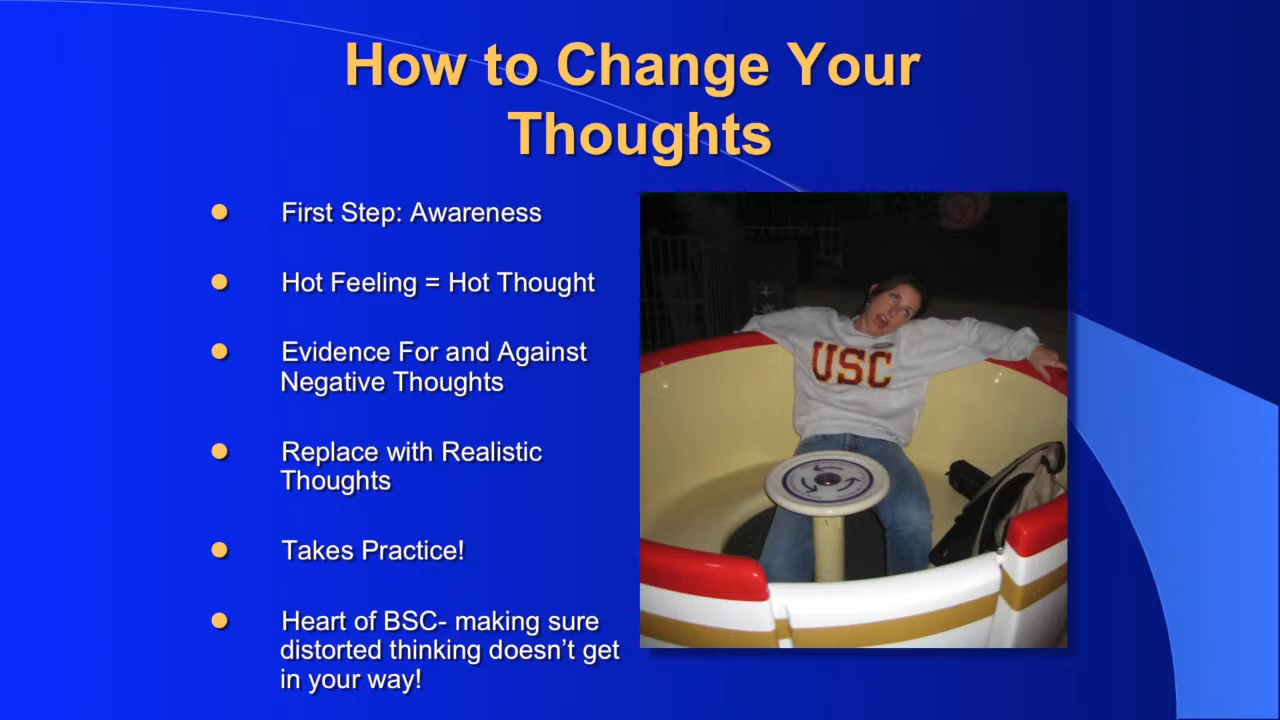 How to Change Your
Thoughts
First Step: Awareness
Hot Feeling = Hot Thought
Evidence For and Against
Negative Thoughts
Replace with Realistic
Thoughts
Takes Practice!
Heart of BSC- making sure
distorted thinking doesn’t get
in your way!
USC